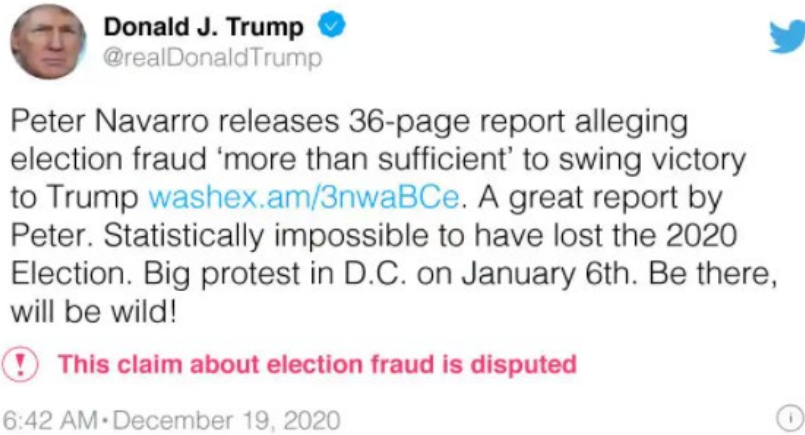 Donald J. Trump
@realDonaldTrump
Peter Navarro releases 36-page report alleging
election fraud ‘more than sufficient’ to swing victory
to Trump washex.am/3nwaBCe. A great report by
Peter. Statistically impossible to have lost the 2020
Election. Big protest in D.C. on January 6th. Be there,
will be wild!
! This claim about election fraud is disputed
6:42 AM•December 19, 2020